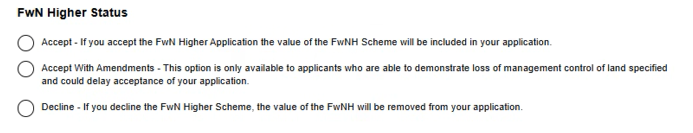 FwN Higher Status
Accept - If you accept the FwN Higher Application the value of the FwNH Scheme will be included in your application.
Accept With Amendments - This option is only available to applicants who are able to demonstrate loss of management control of land specified
and could delay acceptance of your application.
Decline - If you decline the FwN Higher Scheme, the value of the FwNH will be removed from your application.